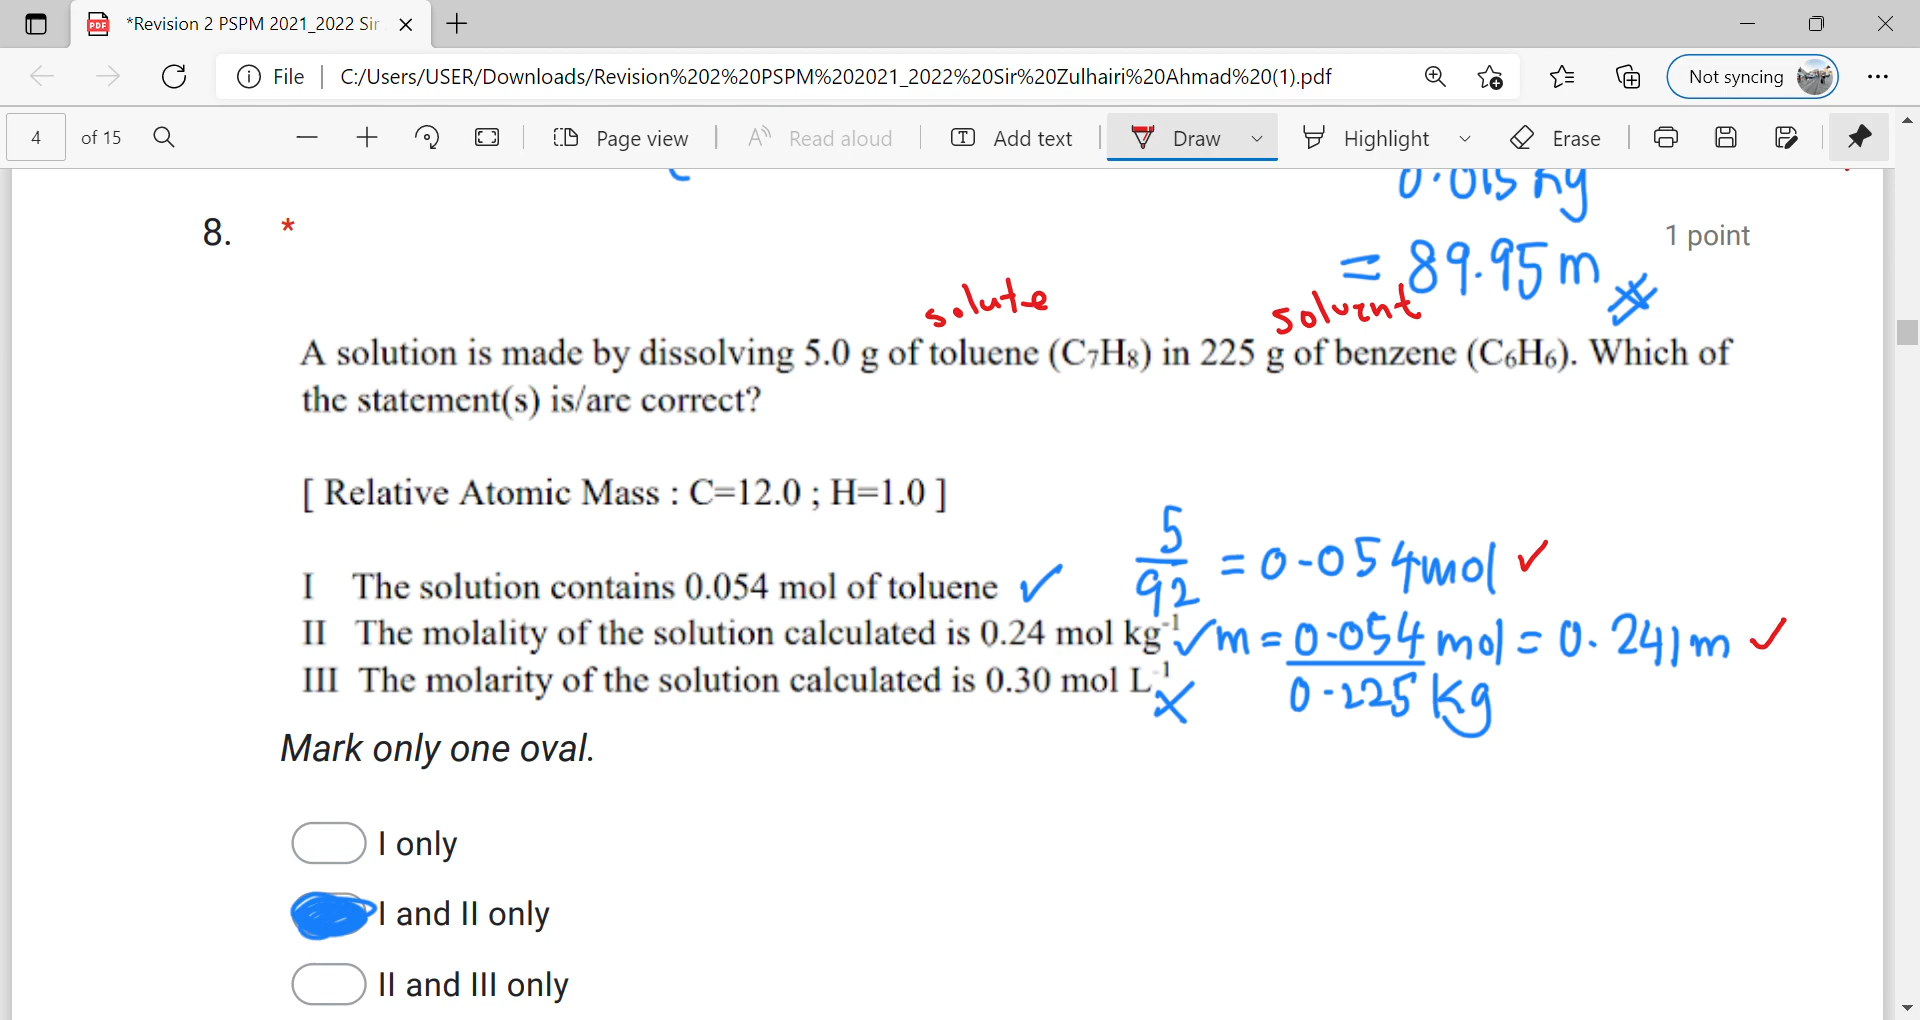 *Revision 2 PSPM 2021_2022 Sir
File C:/Users/USER/Downloads/Revision%202%20PSPM%202021_2022%20Sir%20Zulhairi%20Ahmad%20(1).pdf Not syncing
4 of 15 Page view Read aloud Add text Draw Highlight Erase
0.015 kg
8. * 1 point
= 89.95 m
solute solvent
A solution is made by dissolving 5.0 g of toluene (C₇H₈) in 225 g of benzene (C₆H₆). Which of
the statement(s) is/are correct?
[ Relative Atomic Mass : C=12.0 ; H=1.0 ]
5/92 = 0.054 mol ✓
I The solution contains 0.054 mol of toluene ✓
II The molality of the solution calculated is 0.24 mol kg⁻¹ ✓ m = 0.054 mol = 0.241 m ✓
III The molarity of the solution calculated is 0.30 mol L⁻¹ ✗ 0.225 kg
Mark only one oval.
I only
I and II only
II and III only